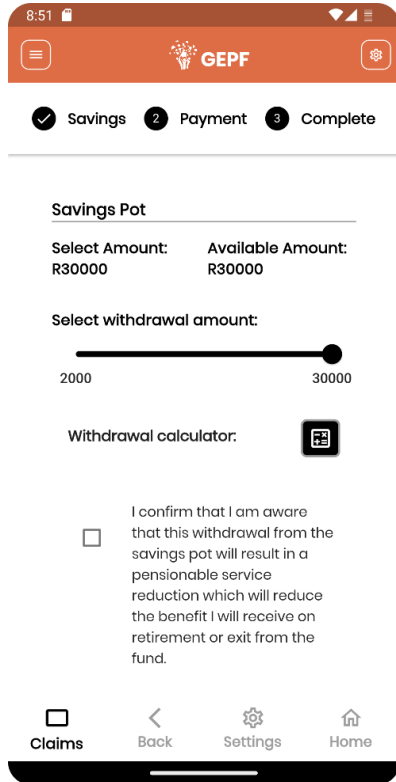 8:51
GEPF
Savings 2 Payment 3 Complete
Savings Pot
Select Amount: Available Amount:
R30000 R30000
Select withdrawal amount:
2000 30000
Withdrawal calculator:
I confirm that I am aware
that this withdrawal from the
savings pot will result in a
pensionable service
reduction which will reduce
the benefit I will receive on
retirement or exit from the
fund.
Claims Back Settings Home